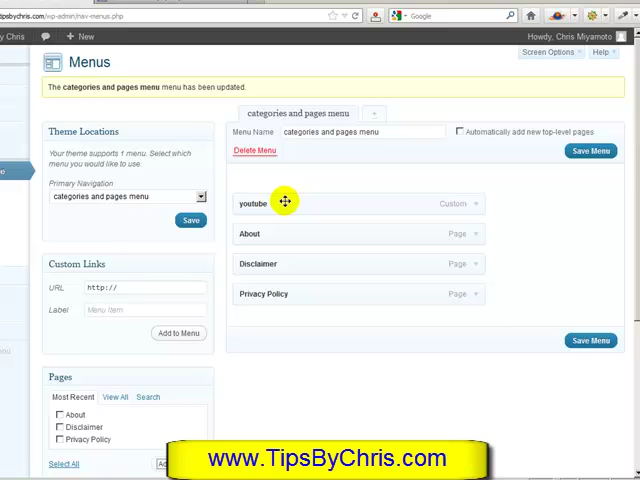 tipsbychris.com/wp-admin/nav-menus.php
Google
By Chris
New
Howdy, Chris Miyamoto
Menus
Screen Options
Help
The categories and pages menu menu has been updated.
categories and pages menu
Theme Locations
Menu Name
categories and pages menu
Automatically add new top-level pages
Delete Menu
Save Menu
Your theme supports 1 menu. Select
which menu you would like to use.
Primary Navigation
categories and pages menu
Save
youtube
Custom
About
Page
Disclaimer
Page
Privacy Policy
Page
Custom Links
URL
http://
Label
Menu Item
Add to Menu
Save Menu
Pages
Most Recent
View All
Search
About
Disclaimer
Privacy Policy
Select All
www.TipsByChris.com